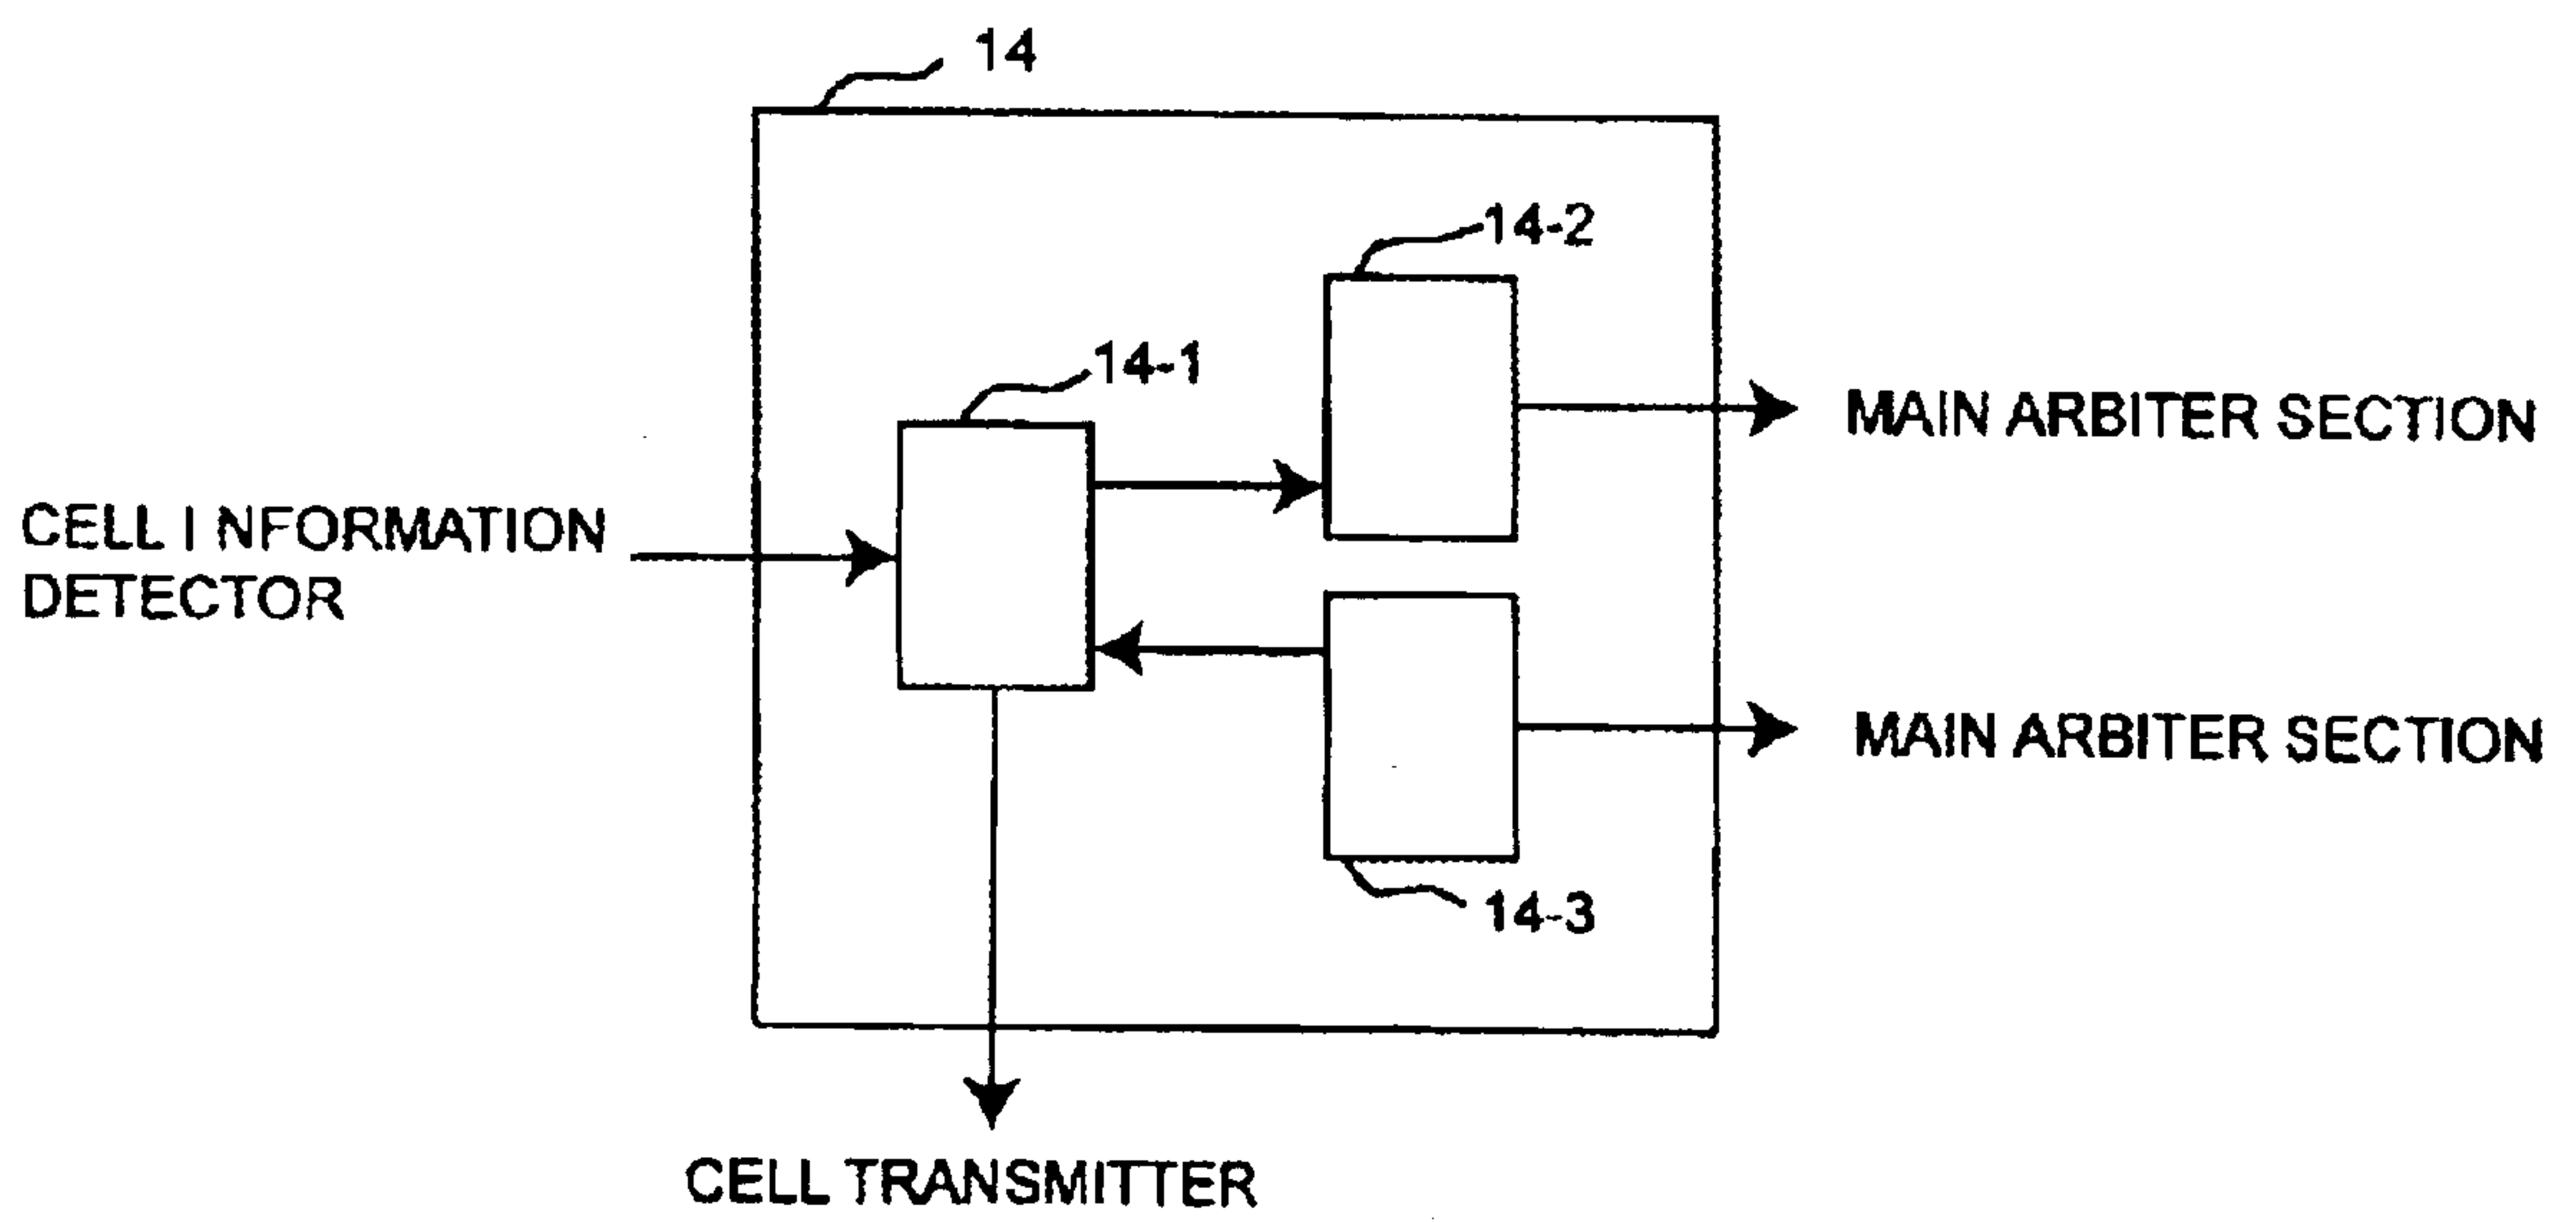 14
14-2
14-1
MAIN ARBITER SECTION
CELL I NFORMATION
DETECTOR
MAIN ARBITER SECTION
14-3
CELL TRANSMITTER